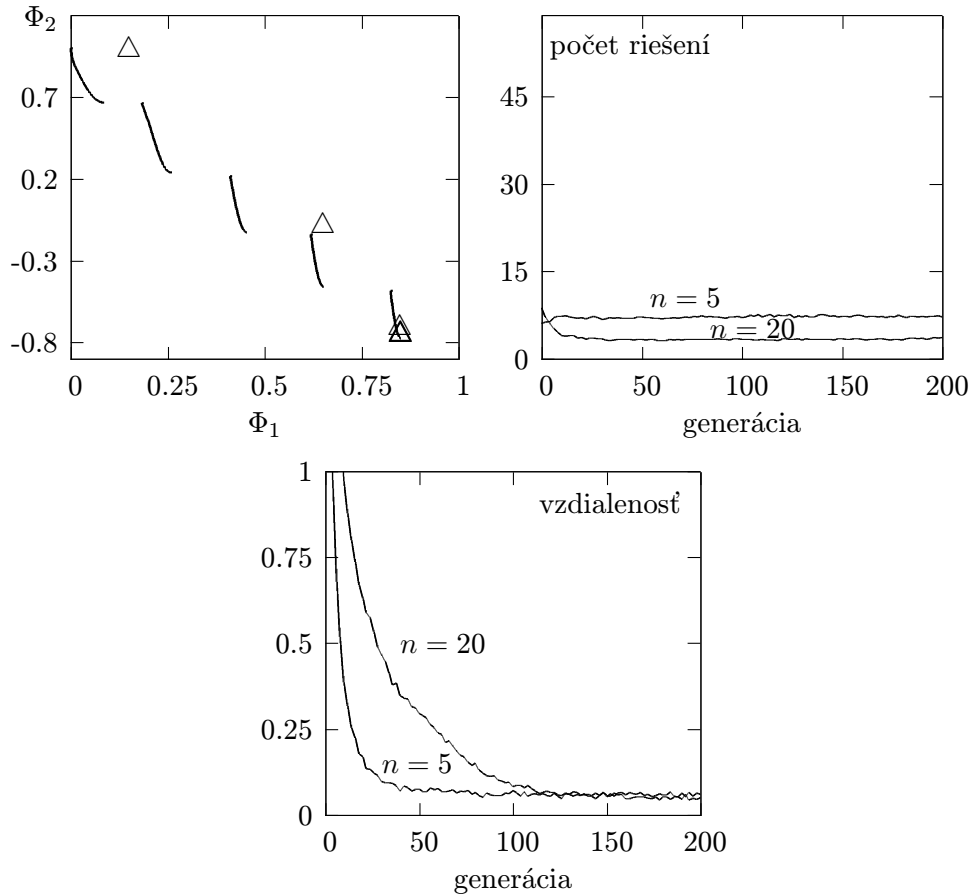 Φ2
0.7
0.2
-0.3
-0.8
0 0.25 0.5 0.75 1
Φ1
počet riešení
45
30
15
0
n = 5
n = 20
0 50 100 150 200
generácia
1
0.75
0.5
0.25
0
vzdialenosť
n = 20
n = 5
0 50 100 150 200
generácia